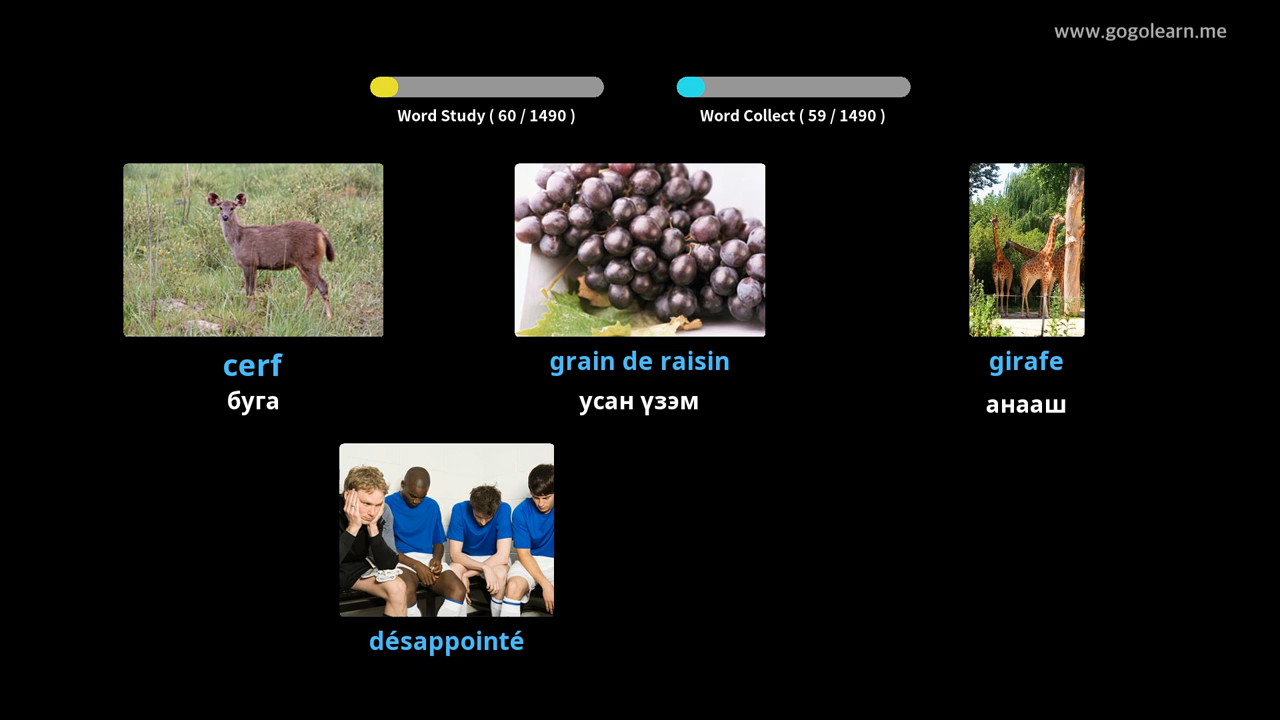 www.gogolearn.me
Word Study ( 60 / 1490 )
Word Collect ( 59 / 1490 )
cerf
буга
grain de raisin
усан үзэм
girafe
анааш
désappointé